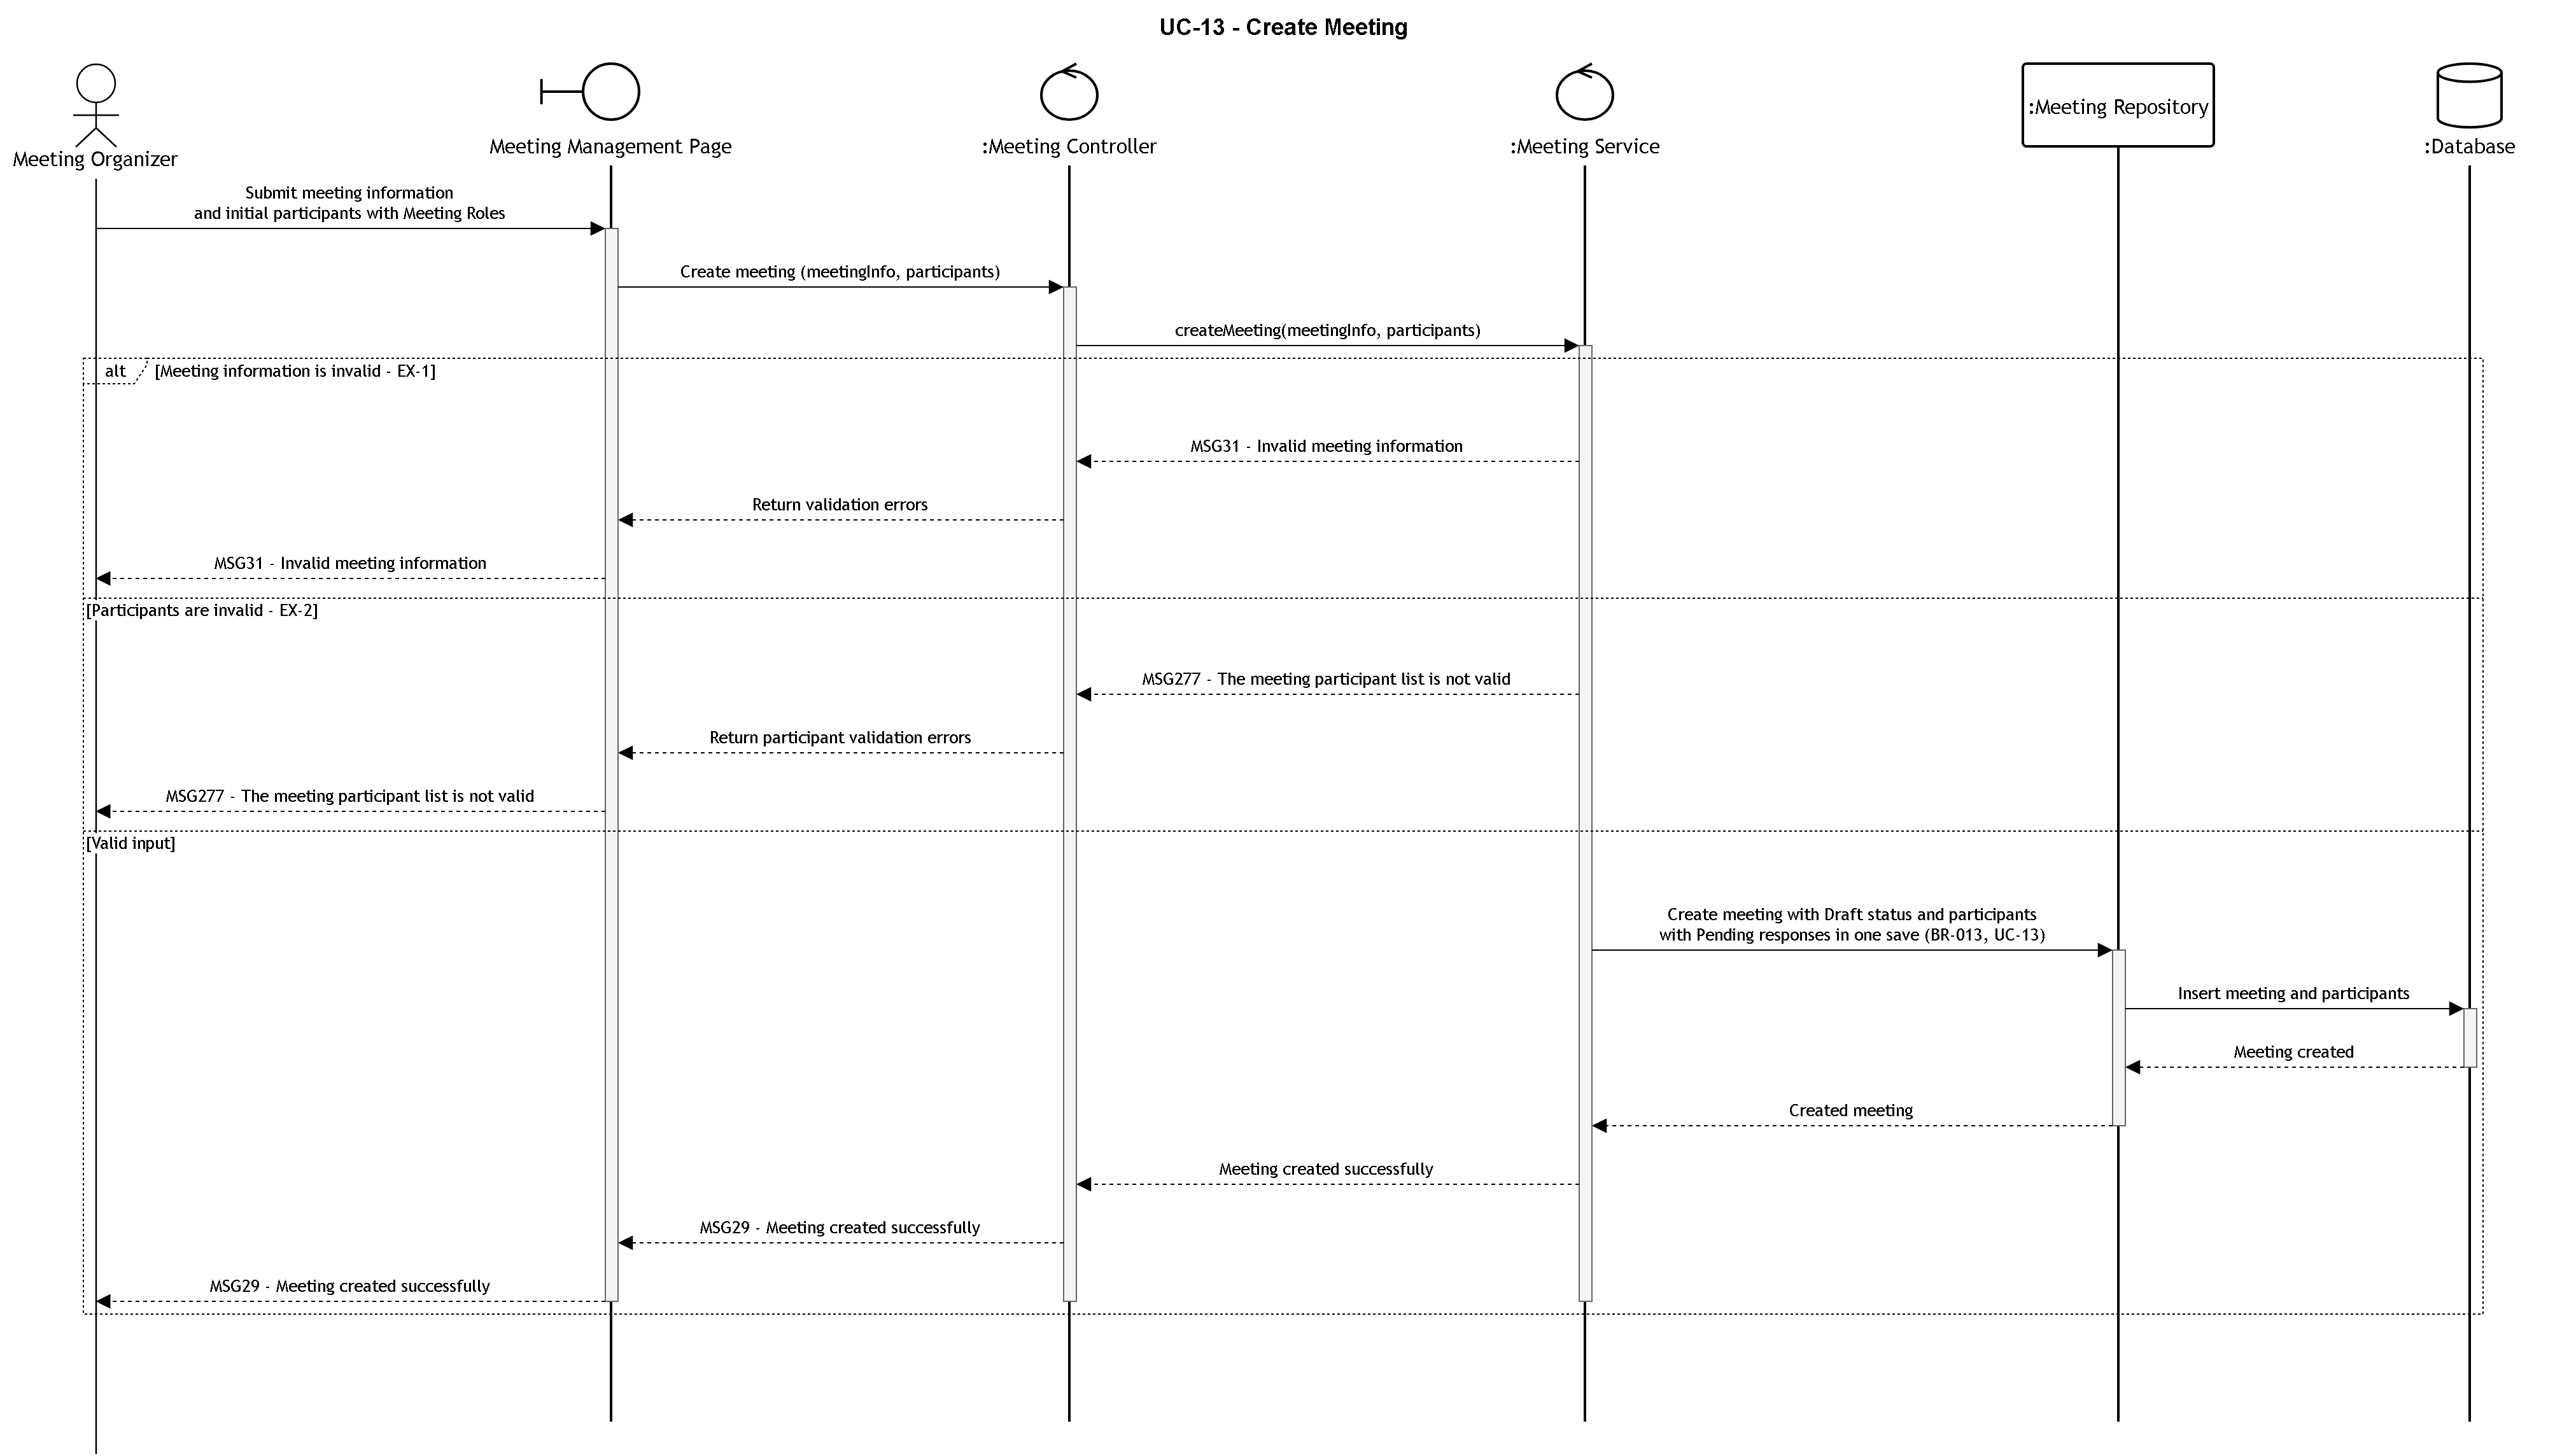 UC-13 - Create Meeting
Meeting Organizer
Meeting Management Page
:Meeting Controller
:Meeting Service
:Meeting Repository
:Database
Submit meeting information
and initial participants with Meeting Roles
Create meeting (meetingInfo, participants)
createMeeting(meetingInfo, participants)
alt [Meeting information is invalid - EX-1]
MSG31 - Invalid meeting information
Return validation errors
MSG31 - Invalid meeting information
[Participants are invalid - EX-2]
MSG277 - The meeting participant list is not valid
Return participant validation errors
MSG277 - The meeting participant list is not valid
[Valid input]
Create meeting with Draft status and participants
with Pending responses in one save (BR-013, UC-13)
Insert meeting and participants
Meeting created
Created meeting
Meeting created successfully
MSG29 - Meeting created successfully
MSG29 - Meeting created successfully